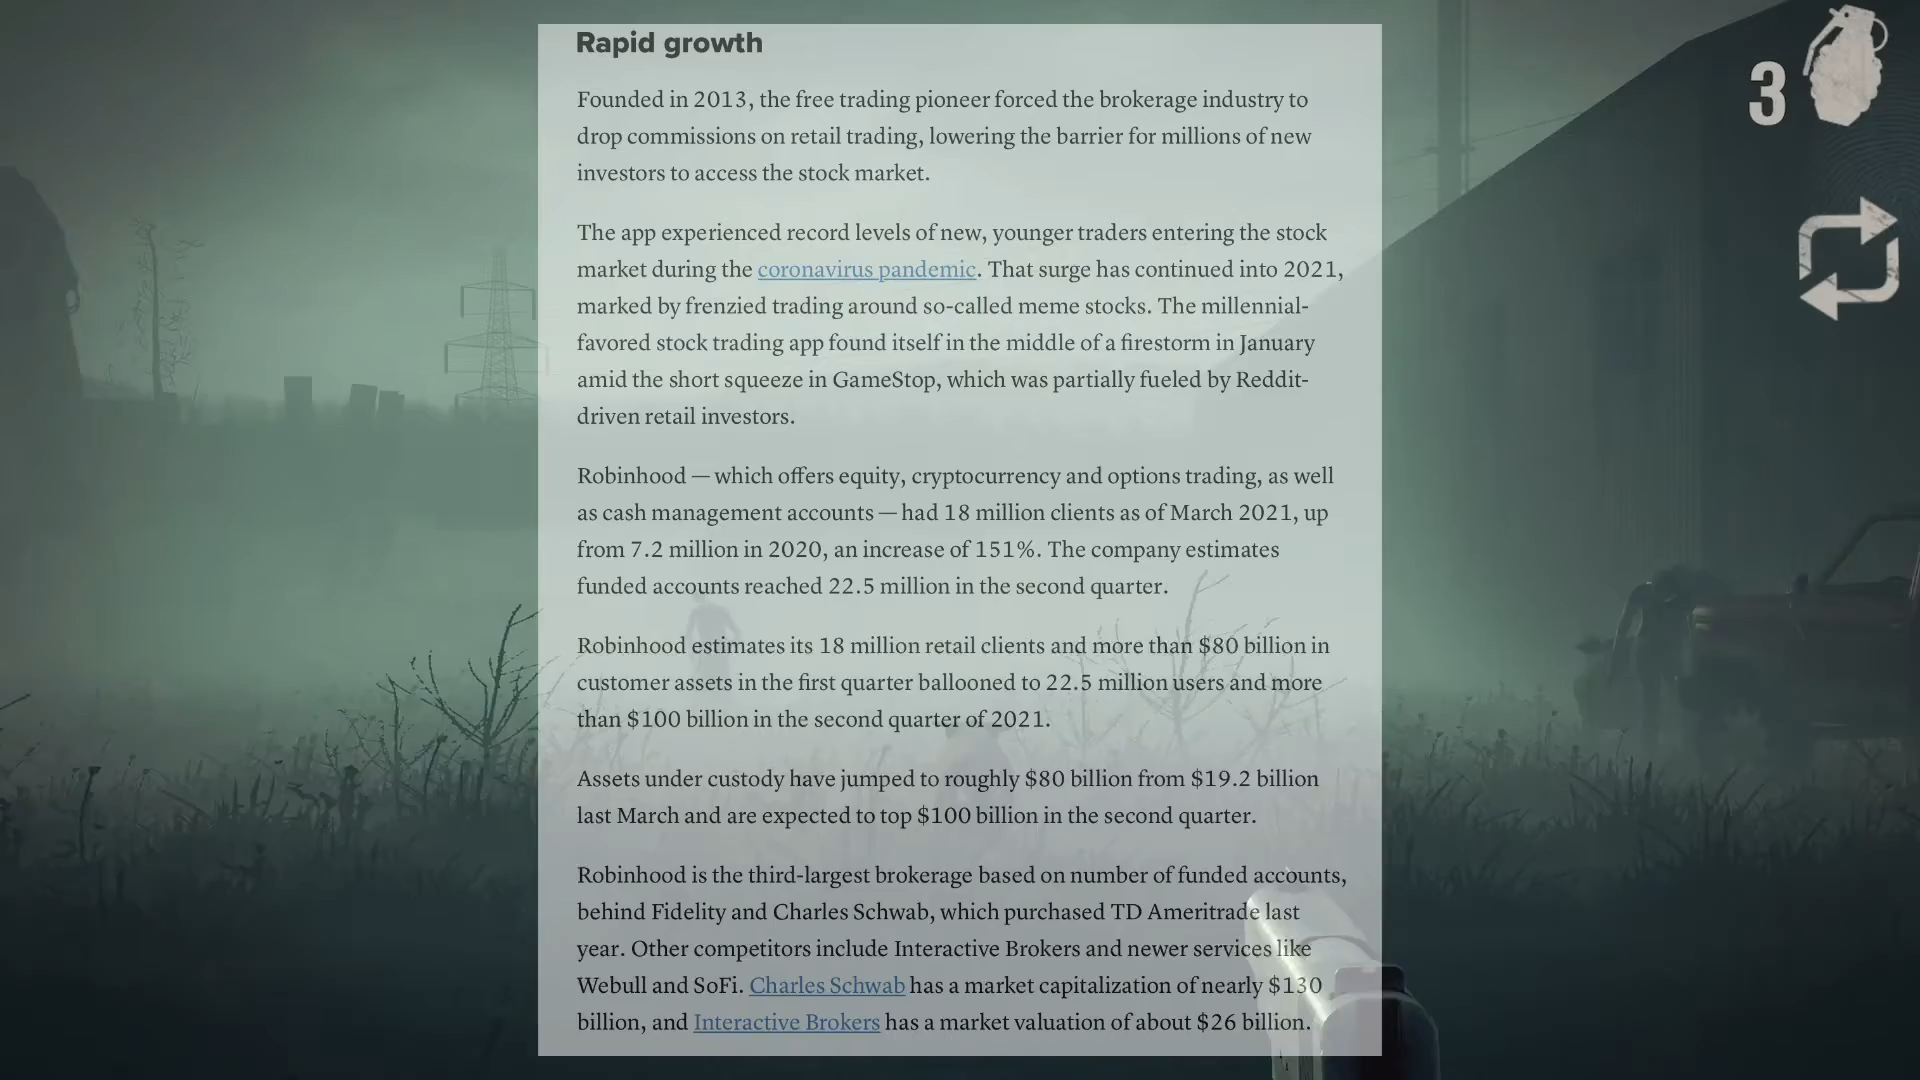 Rapid growth
Founded in 2013, the free trading pioneer forced the brokerage industry to
drop commissions on retail trading, lowering the barrier for millions of new
investors to access the stock market.
The app experienced record levels of new, younger traders entering the stock
market during the coronavirus pandemic. That surge has continued into 2021,
marked by frenzied trading around so-called meme stocks. The millennial-
favored stock trading app found itself in the middle of a firestorm in January
amid the short squeeze in GameStop, which was partially fueled by Reddit-
driven retail investors.
Robinhood — which offers equity, cryptocurrency and options trading, as well
as cash management accounts — had 18 million clients as of March 2021, up
from 7.2 million in 2020, an increase of 151%. The company estimates
funded accounts reached 22.5 million in the second quarter.
Robinhood estimates its 18 million retail clients and more than $80 billion in
customer assets in the first quarter ballooned to 22.5 million users and more
than $100 billion in the second quarter of 2021.
Assets under custody have jumped to roughly $80 billion from $19.2 billion
last March and are expected to top $100 billion in the second quarter.
Robinhood is the third-largest brokerage based on number of funded accounts,
behind Fidelity and Charles Schwab, which purchased TD Ameritrade last
year. Other competitors include Interactive Brokers and newer services like
Webull and SoFi. Charles Schwab has a market capitalization of nearly $130
billion, and Interactive Brokers has a market valuation of about $26 billion.
3